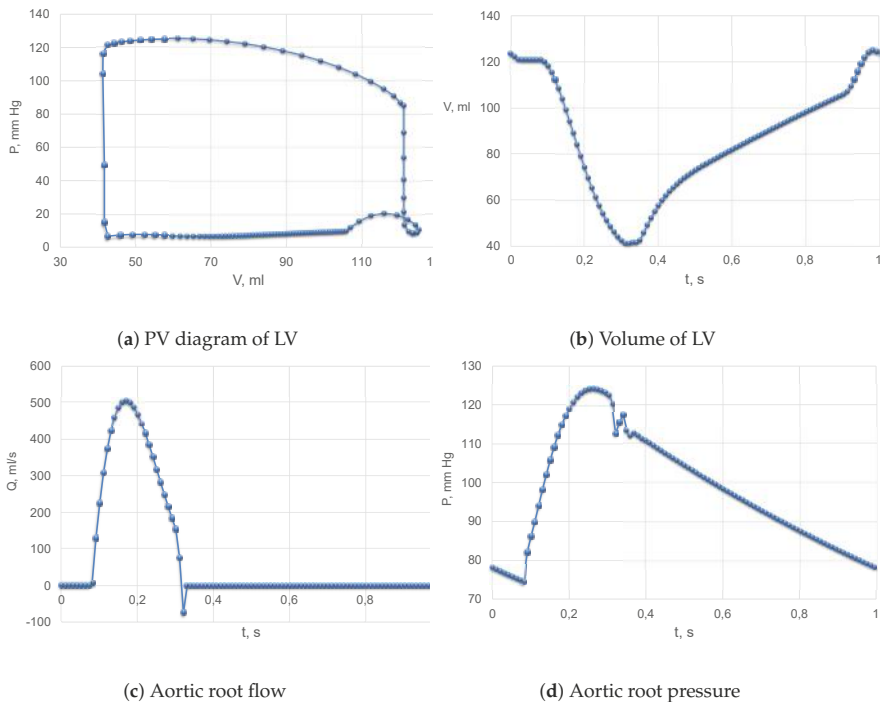 140
120
100
80
60
40
20
0
P, mm Hg
30 50 70 90 110 1
V, ml
(a) PV diagram of LV
140
120
100
80
60
40
V, ml
0 0,2 0,4 0,6 0,8 1
t, s
(b) Volume of LV
600
500
400
300
200
100
0
-100
Q, ml/s
0 0,2 0,4 0,6 0,8
t, s
(c) Aortic root flow
130
120
110
100
90
80
70
P, mm Hg
0 0,2 0,4 0,6 0,8 1
t, s
(d) Aortic root pressure